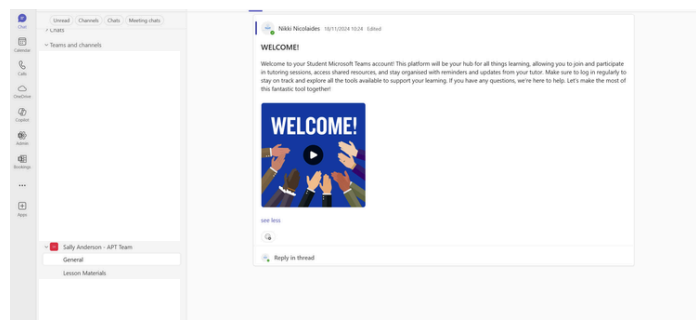 Chat
Calendar
Calls
OneDrive
Copilot
Admin
Bookings
Apps
Unread Channels Chats Meeting chats
Chats
Teams and channels
Sally Anderson - APT Team
General
Lesson Materials
Nikki Nicolaides 18/11/2024 10:24 Edited
WELCOME!
Welcome to your Student Microsoft Teams account! This platform will be your hub for all things learning, allowing you to join and participate
in tutoring sessions, access shared resources, and stay organised with reminders and updates from your tutor. Make sure to log in regularly to
stay on track and explore all the tools available to support your learning. If you have any questions, we're here to help. Let's make the most of
this fantastic tool together!
WELCOME!
see less
Reply in thread